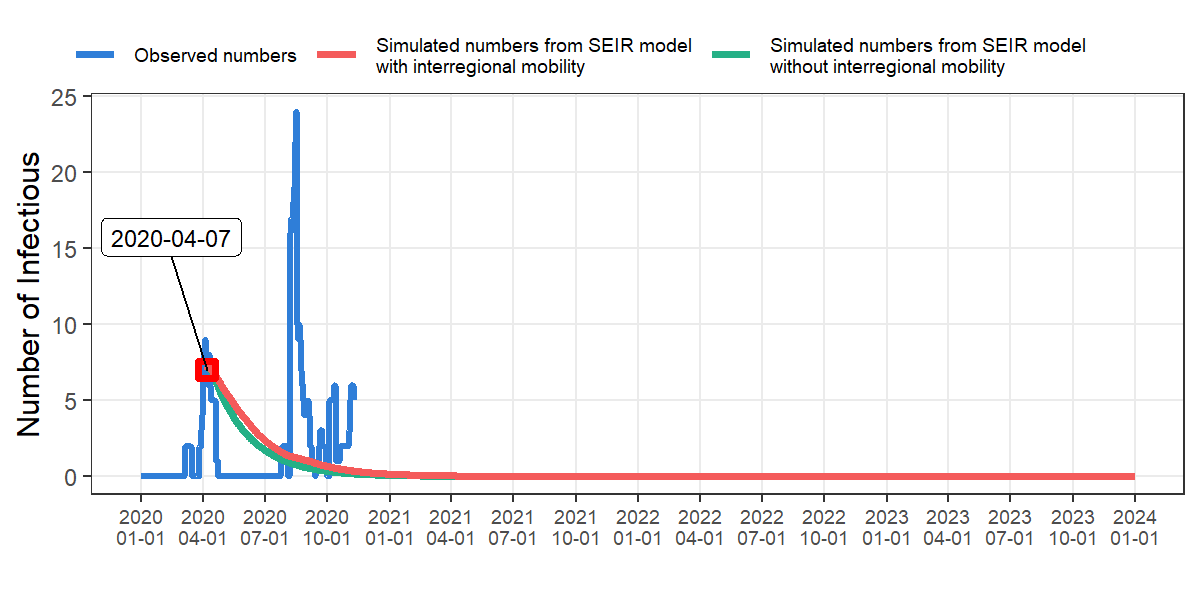 Observed numbers
Simulated numbers from SEIR model
with interregional mobility
Simulated numbers from SEIR model
without interregional mobility
Number of Infectious
25
20
15
10
5
0
2020-04-07
2020 2020 2020 2020 2021 2021 2021 2021 2022 2022 2022 2022 2023 2023 2023 2023 2024
01-01 04-01 07-01 10-01 01-01 04-01 07-01 10-01 01-01 04-01 07-01 10-01 01-01 04-01 07-01 10-01 01-01